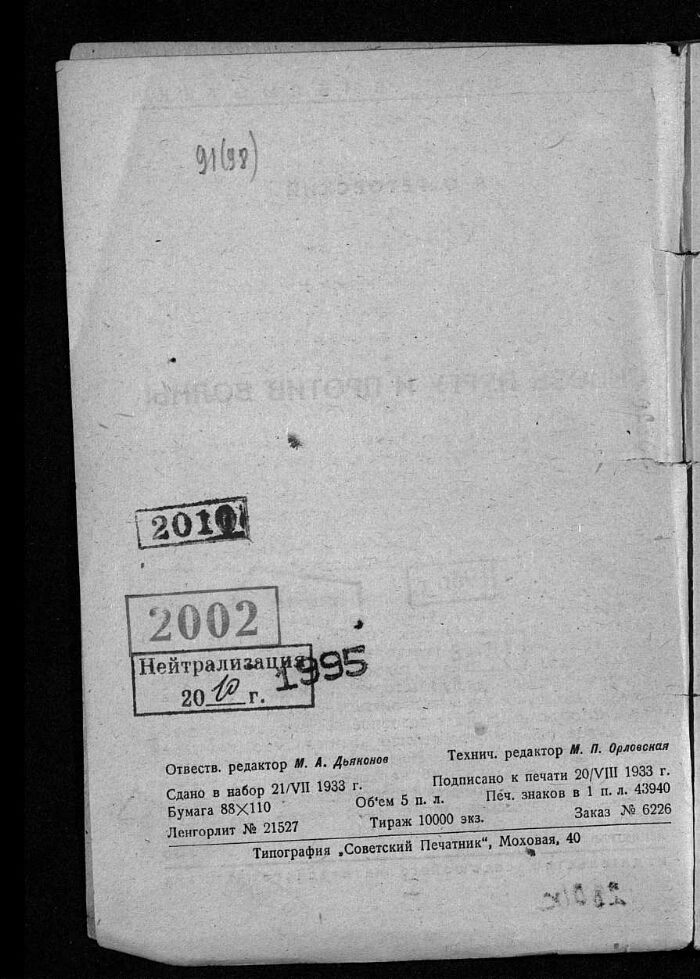 91(98)
2010
2002
Нейтрализация
20 10 г.
1995
Отвеств. редактор М. А. Дьяконов Технич. редактор М. П. Орловская
Сдано в набор 21/VII 1933 г. Подписано к печати 20/VIII 1933 г.
Бумага 88×110 Об'ем 5 п. л. Печ. знаков в 1 п. л. 43940
Ленгорлит № 21527 Тираж 10000 экз. Заказ № 6226
Типография „Советский Печатник“, Моховая, 40